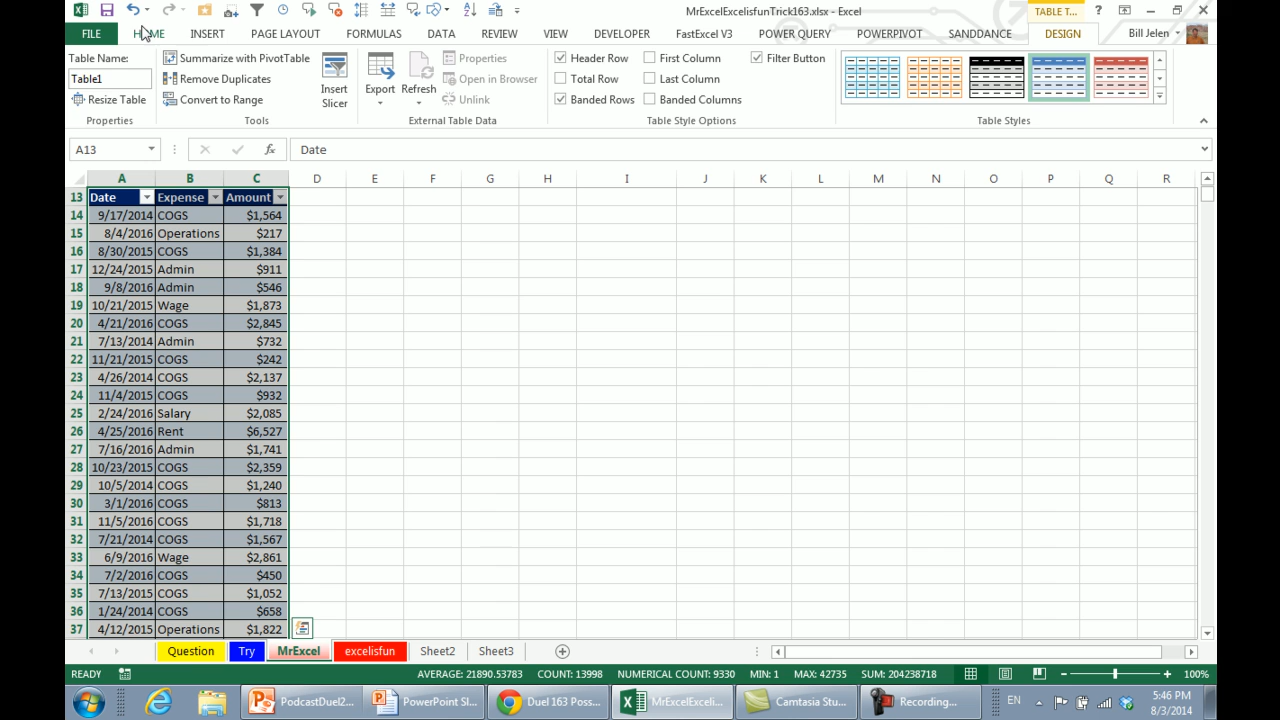 MrExcelExcelisfunTrick163.xlsx - Excel
TABLE T...
FILE HOME INSERT PAGE LAYOUT FORMULAS DATA REVIEW VIEW DEVELOPER FastExcel V3 POWER QUERY POWERPIVOT SANDDANCE DESIGN Bill Jelen
Table Name:
Table1
Resize Table
Properties
Summarize with PivotTable
Remove Duplicates
Convert to Range
Tools
Insert
Slicer
Export
Refresh
Properties
Open in Browser
Unlink
External Table Data
Header Row
Total Row
Banded Rows
First Column
Last Column
Banded Columns
Filter Button
Table Style Options
Table Styles
A13 fx Date
A B C D E F G H I J K L M N O P Q R
13 Date Expense Amount
14 9/17/2014 COGS $1,564
15 8/4/2016 Operations $217
16 8/30/2015 COGS $1,384
17 12/24/2015 Admin $911
18 9/8/2016 Admin $546
19 10/21/2015 Wage $1,873
20 4/21/2016 COGS $2,845
21 7/13/2014 Admin $732
22 11/21/2015 COGS $242
23 4/26/2014 COGS $2,137
24 11/4/2015 COGS $932
25 2/24/2016 Salary $2,085
26 4/25/2016 Rent $6,527
27 7/16/2016 Admin $1,741
28 10/23/2015 COGS $2,359
29 10/5/2014 COGS $1,240
30 3/1/2016 COGS $813
31 11/5/2016 COGS $1,718
32 7/21/2014 COGS $1,567
33 6/9/2016 Wage $2,861
34 7/2/2016 COGS $450
35 7/13/2015 COGS $1,052
36 1/24/2014 COGS $658
37 4/12/2015 Operations $1,822
Question Try MrExcel excelisfun Sheet2 Sheet3
READY AVERAGE: 21890.53783 COUNT: 13998 NUMERICAL COUNT: 9330 MIN: 1 MAX: 42735 SUM: 204238718 100%
PodcastDuel2... PowerPoint Sl... Duel 163 Poss... MrExcelExceli... Camtasia Stu... Recording... EN 5:46 PM
8/3/2014